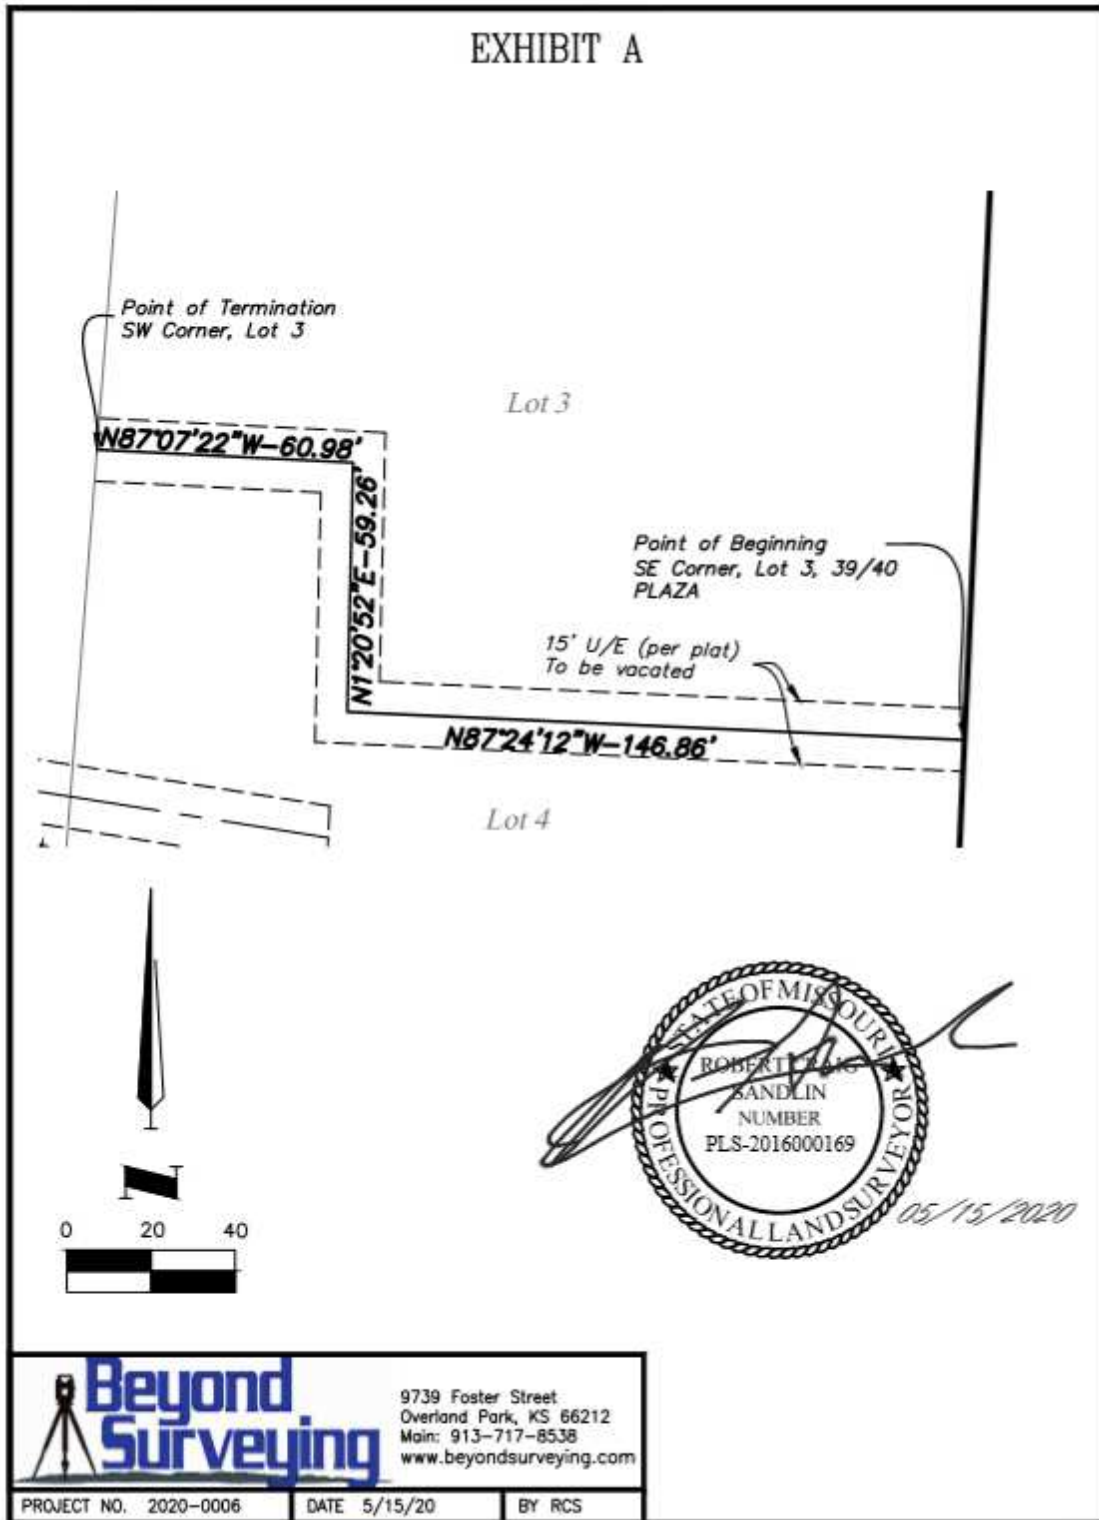 EXHIBIT A
Point of Termination
SW Corner, Lot 3
Lot 3
N87°07'22"W-60.98'
N1°20'52"E-59.26'
Point of Beginning
SE Corner, Lot 3, 39/40
PLAZA
15' U/E (per plat)
To be vacated
N87°24'12"W-146.86'
Lot 4
N
0 20 40
STATE OF MISSOURI
ROBERT CRAIG
SANDLIN
NUMBER
PLS-2016000169
PROFESSIONAL LAND SURVEYOR
05/15/2020
Beyond
Surveying
9739 Foster Street
Overland Park, KS 66212
Main: 913-717-8538
www.beyondsurveying.com
PROJECT NO. 2020-0006
DATE 5/15/20
BY RCS